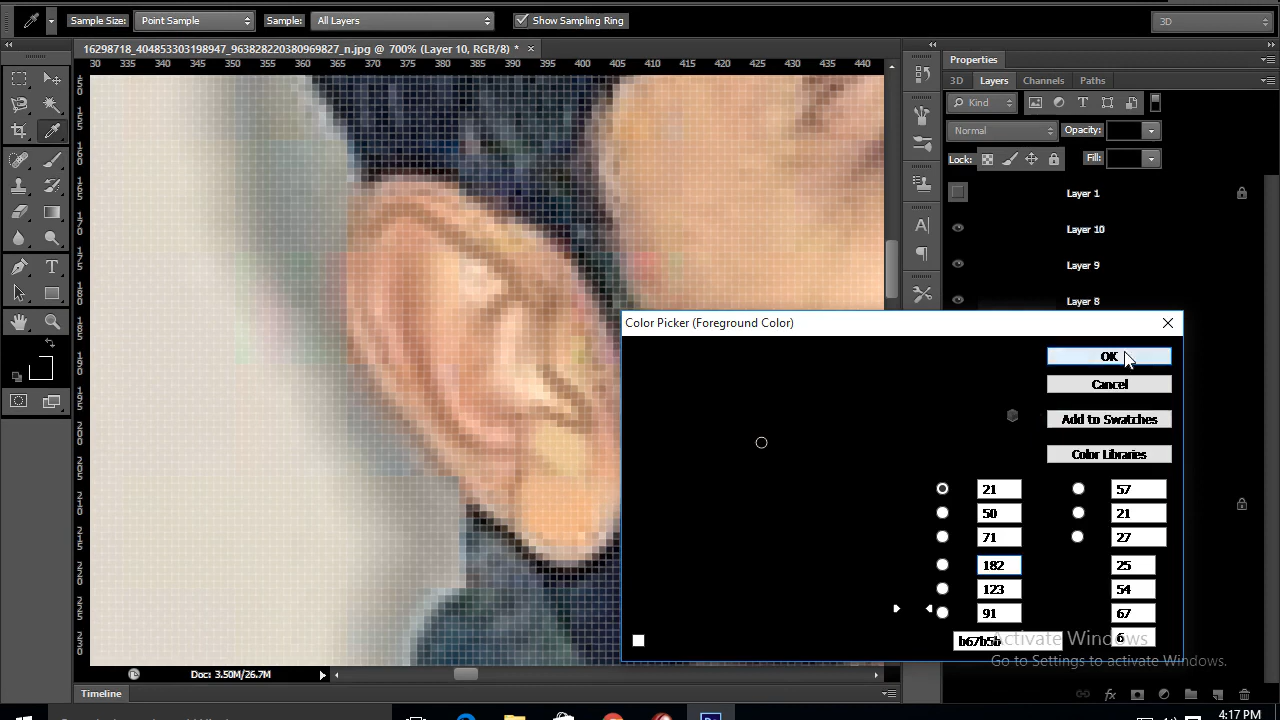 Sample Size: Point Sample Sample: All Layers Show Sampling Ring 3D
16298718_404853303198947_963828220380969827_n.jpg @ 700% (Layer 10, RGB/8) * ×
30 335 340 345 350 355 360 365 370 375 380 385 390 395 400 405 410 415 420 425 430 435 440
Properties
3D Layers Channels Paths
Kind
Normal Opacity:
Lock: Fill:
Layer 1
Layer 10
Layer 9
Layer 8
Color Picker (Foreground Color)
OK
Cancel
Add to Swatches
Color Libraries
21 57
50 21
71 27
182 25
123 54
91 67
b67b5b 6
Activate Windows
Go to Settings to activate Windows.
Doc: 3.50M/26.7M
Timeline
4:17 PM